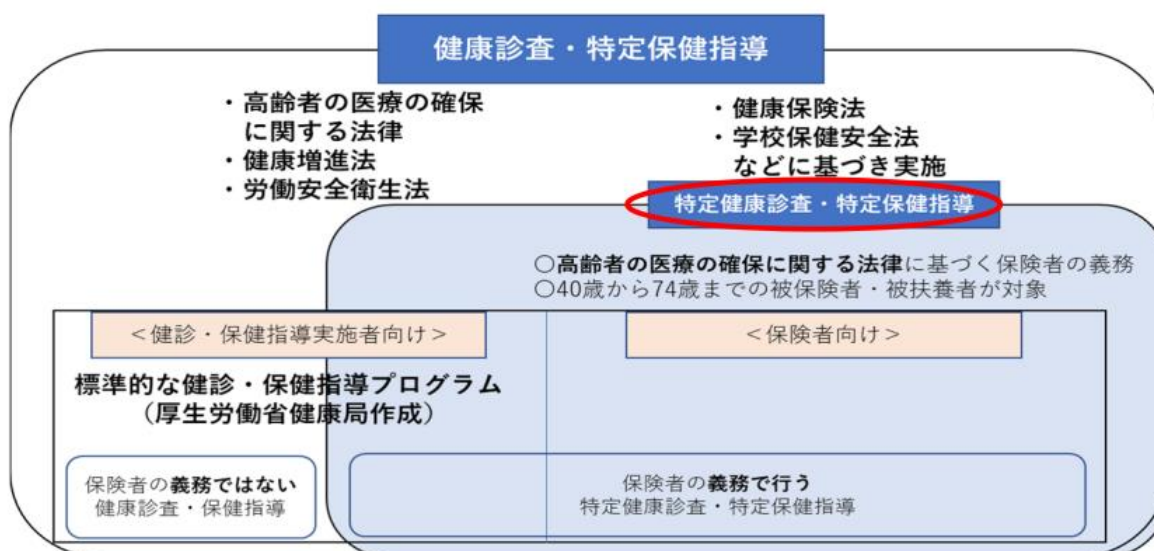 健康診査・特定保健指導
・高齢者の医療の確保
に関する法律
・健康増進法
・労働安全衛生法
・健康保険法
・学校保健安全法
などに基づき実施
特定健康診査・特定保健指導
○高齢者の医療の確保に関する法律に基づく保険者の義務
○40歳から74歳までの被保険者・被扶養者が対象
<健診・保健指導実施者向け>
<保険者向け>
標準的な健診・保健指導プログラム
（厚生労働省健康局作成）
保険者の義務ではない
健康診査・保健指導
保険者の義務で行う
特定健康診査・特定保健指導